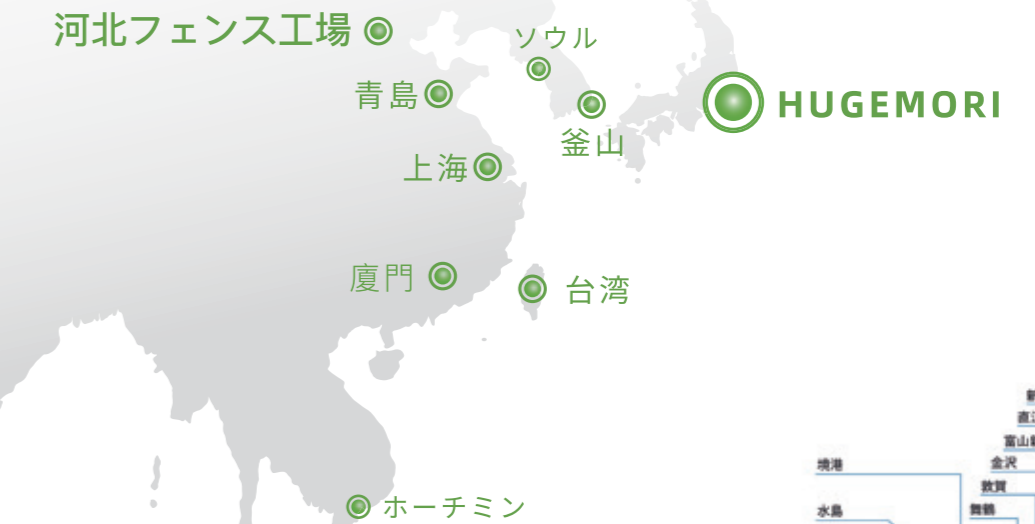 河北フェンス工場
ソウル
青島
HUGEMORI
釜山
上海
廈門
台湾
境港
金沢
敦賀
舞鶴
水島
ホーチミン